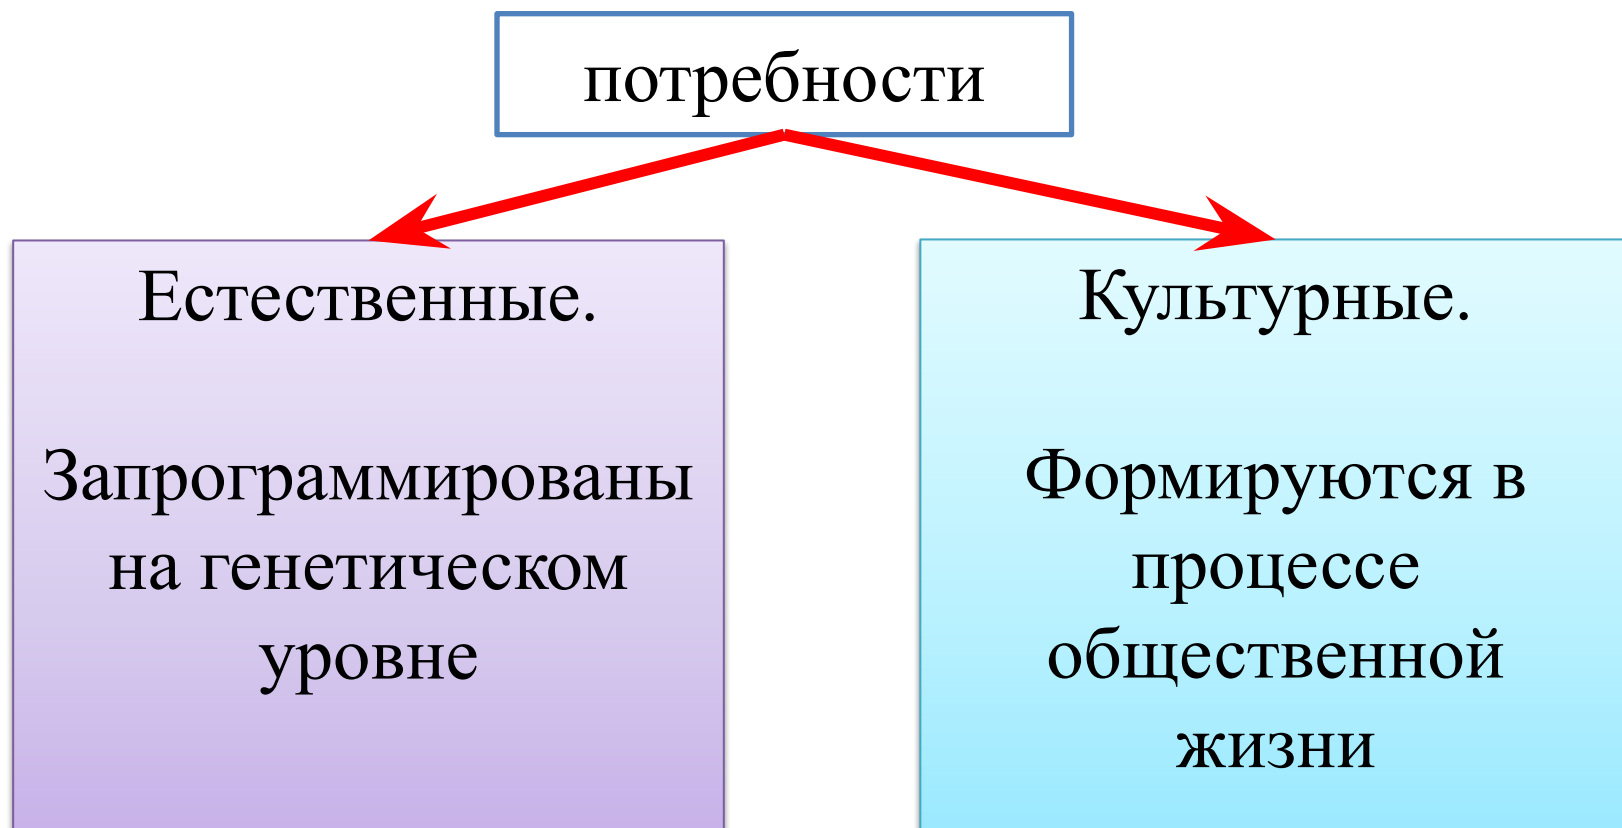 потребности
Естественные.
Запрограммированы
на генетическом
уровне
Культурные.
Формируются в
процессе
общественной
жизни